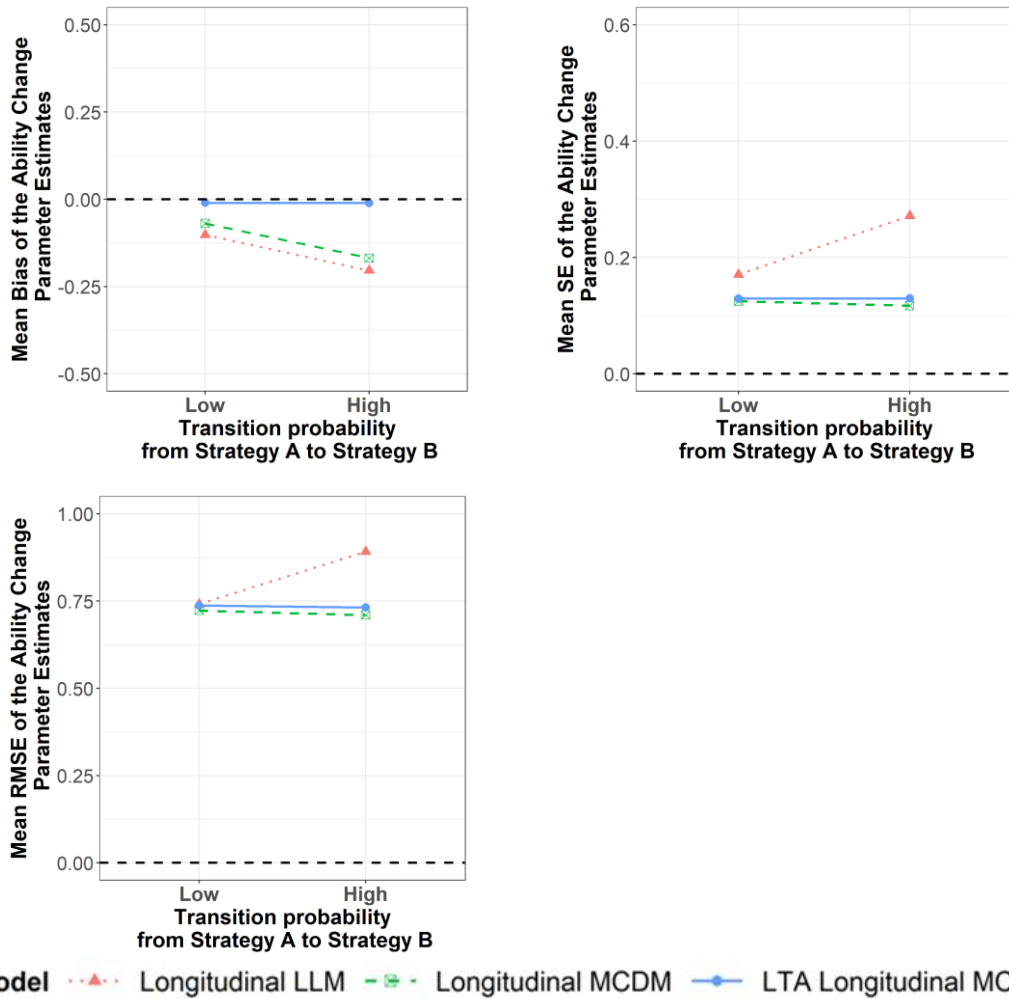 Mean Bias of the Ability Change
Parameter Estimates
0.50
0.25
0.00
-0.25
-0.50
Low High
Transition probability
from Strategy A to Strategy B
Mean SE of the Ability Change
Parameter Estimates
0.6
0.4
0.2
0.0
Low High
Transition probability
from Strategy A to Strategy B
Mean RMSE of the Ability Change
Parameter Estimates
1.00
0.75
0.50
0.25
0.00
Low High
Transition probability
from Strategy A to Strategy B
odel Longitudinal LLM Longitudinal MCDM LTA Longitudinal MC